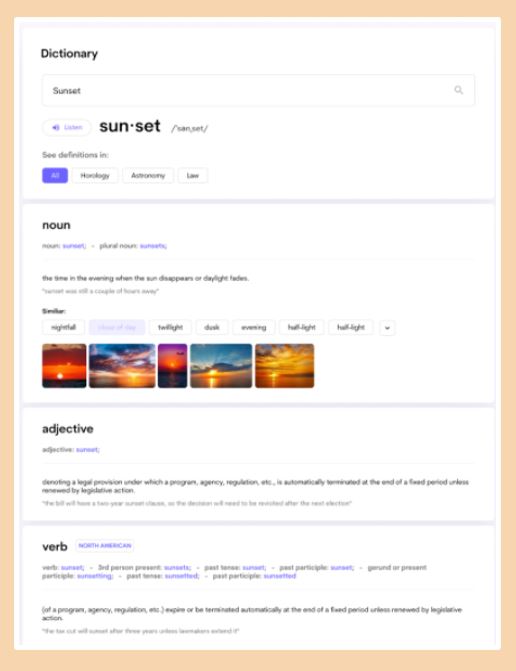 Dictionary
Sunset
Listen sun·set /ˈsənˌset/
See definitions in:
All Horology Astronomy Law
noun
noun: sunset; - plural noun: sunsets;
the time in the evening when the sun disappears or daylight fades.
"sunset was still a couple of hours away"
Similiar:
nightfall close of day twillight dusk evening half-light half-light
adjective
adjective: sunset;
denoting a legal provision under which a program, agency, regulation, etc., is automatically terminated at the end of a fixed period unless
renewed by legislative action.
"the bill will have a two-year sunset clause, so the decision will need to be revisited after the next election"
verb NORTH AMERICAN
verb: sunset; - 3rd person present: sunsets; - past tense: sunset; - past participle: sunset; - gerund or present
participle: sunsetting; - past tense: sunsetted; - past participle: sunsetted
(of a program, agency, regulation, etc.) expire or be terminated automatically at the end of a fixed period unless renewed by legislative
action.
"the tax cut will sunset after three years unless lawmakers extend it"